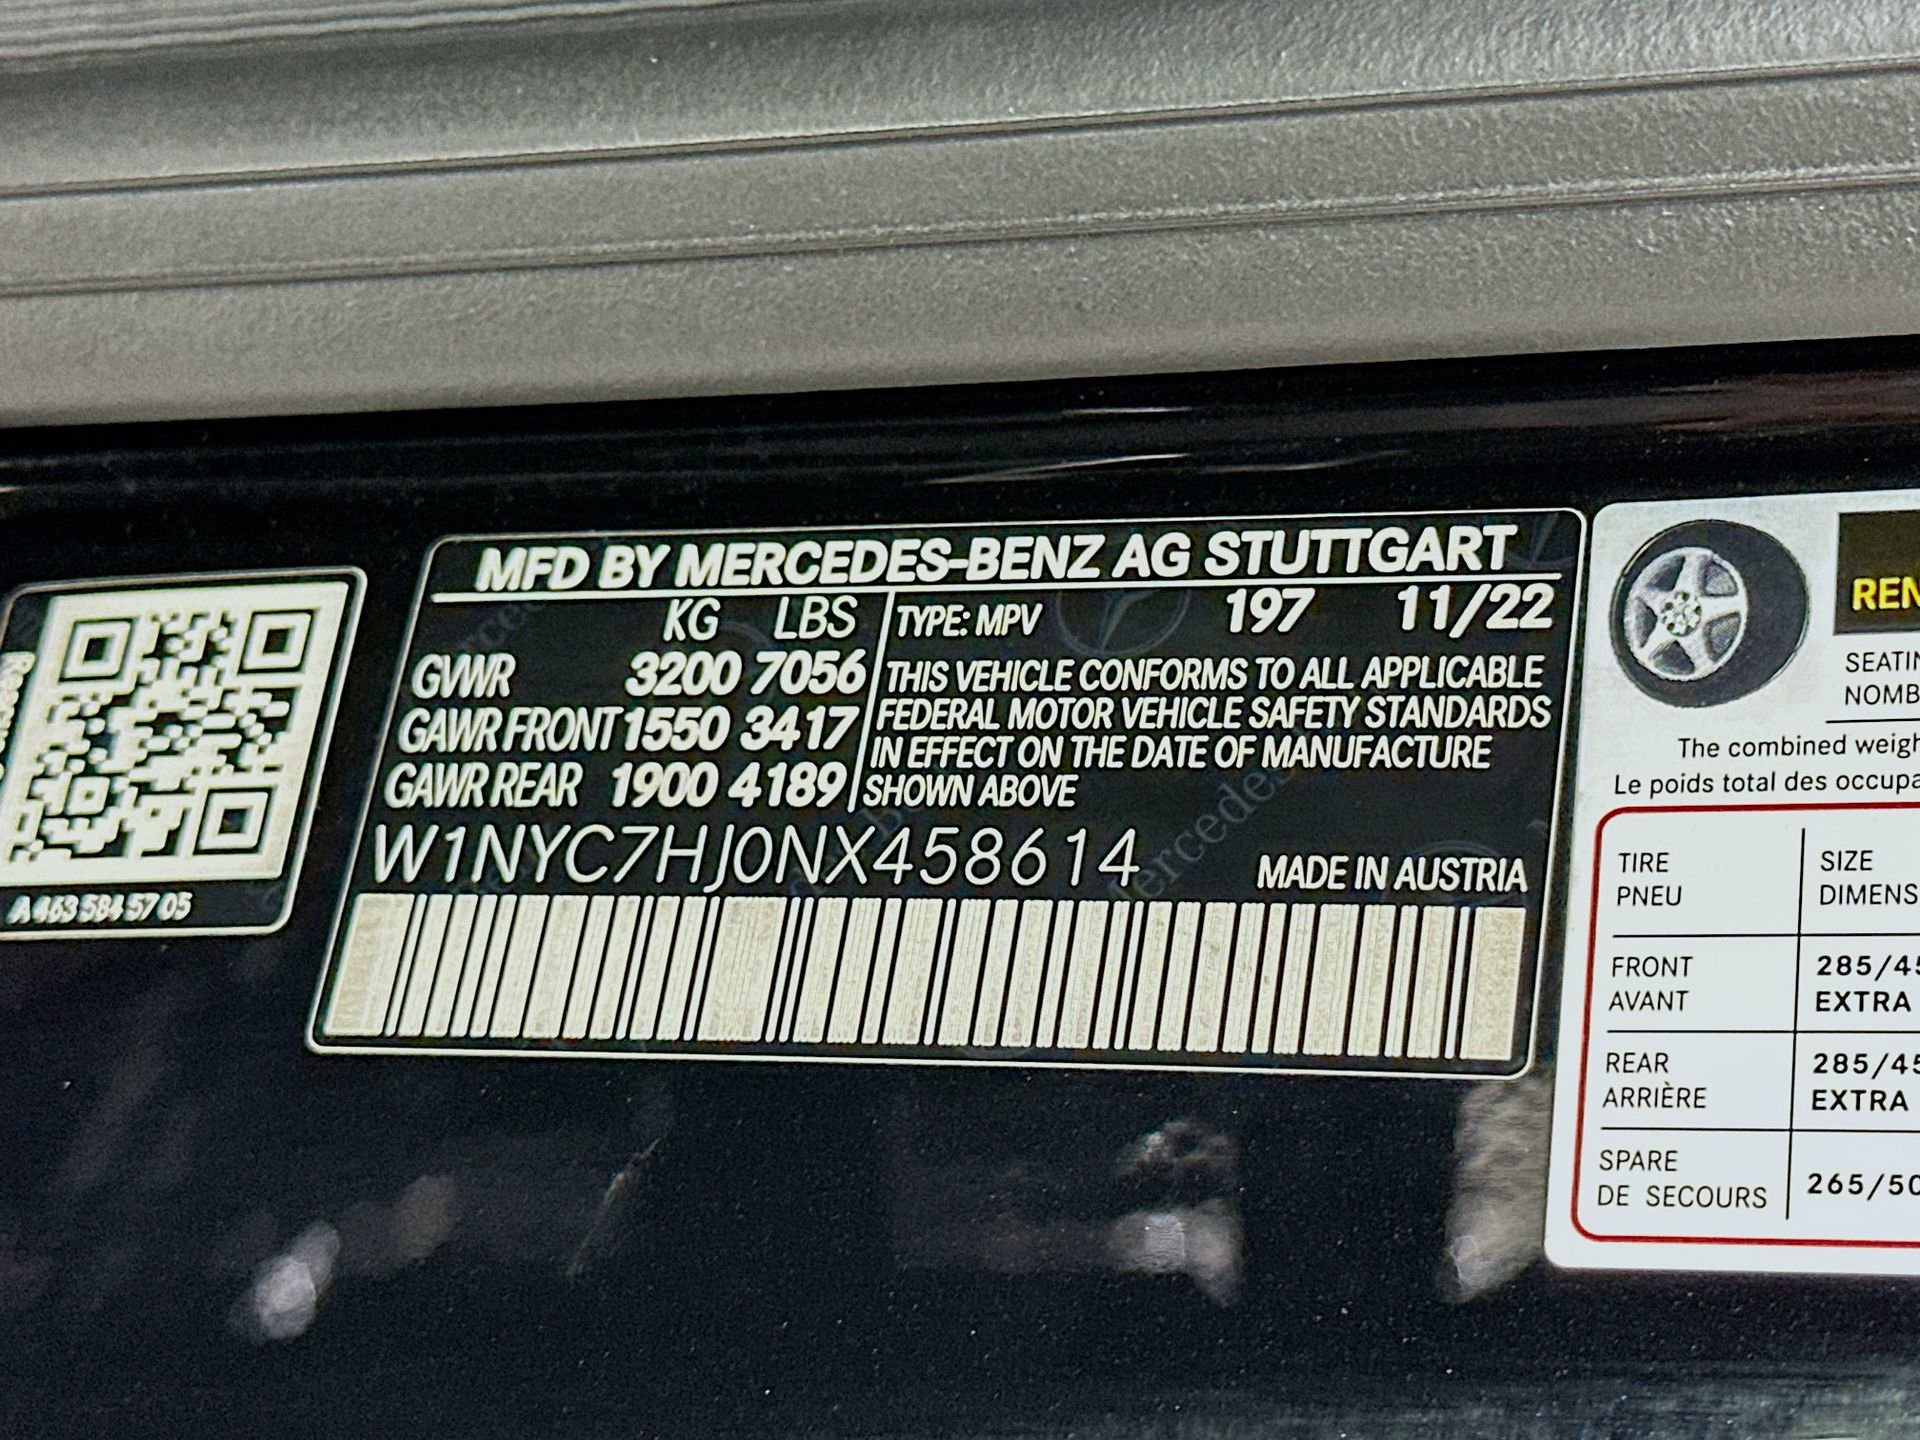 A 463 584 57 05
MFD BY MERCEDES-BENZ AG STUTTGART
KG LBS
GVWR 3200 7056
GAWR FRONT 1550 3417
GAWR REAR 1900 4189
TYPE: MPV 197 11/22
THIS VEHICLE CONFORMS TO ALL APPLICABLE
FEDERAL MOTOR VEHICLE SAFETY STANDARDS
IN EFFECT ON THE DATE OF MANUFACTURE
SHOWN ABOVE
W1NYC7HJ0NX458614
MADE IN AUSTRIA
REN
SEATIN
NOMB
The combined weigh
Le poids total des occupa
TIRE SIZE
PNEU DIMENS
FRONT 285/45
AVANT EXTRA
REAR 285/45
ARRIÈRE EXTRA
SPARE
DE SECOURS 265/50